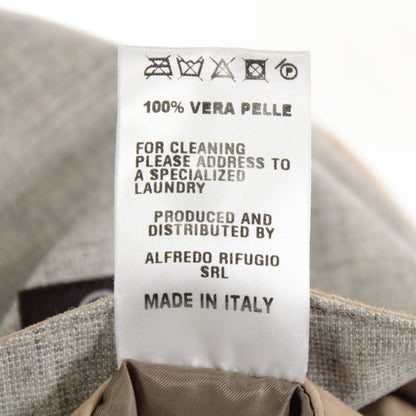 P
100% VERA PELLE
FOR CLEANING
PLEASE ADDRESS TO
A SPECIALIZED
LAUNDRY
PRODUCED AND
DISTRIBUTED BY
ALFREDO RIFUGIO
SRL
MADE IN ITALY